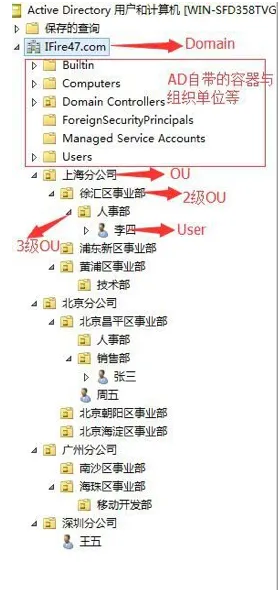 Active Directory 用户和计算机 [WIN-SFD358TVG
保存的查询
IFire47.com Domain
Builtin
Computers
Domain Controllers
ForeignSecurityPrincipals
Managed Service Accounts
Users
AD自带的容器与
组织单位等
上海分公司 OU
徐汇区事业部 2级OU
人事部
3级OU
李四 User
浦东新区事业部
黄浦区事业部
技术部
北京分公司
北京昌平区事业部
人事部
销售部
张三
周五
北京朝阳区事业部
北京海淀区事业部
广州分公司
南沙区事业部
海珠区事业部
移动开发部
深圳分公司
王五